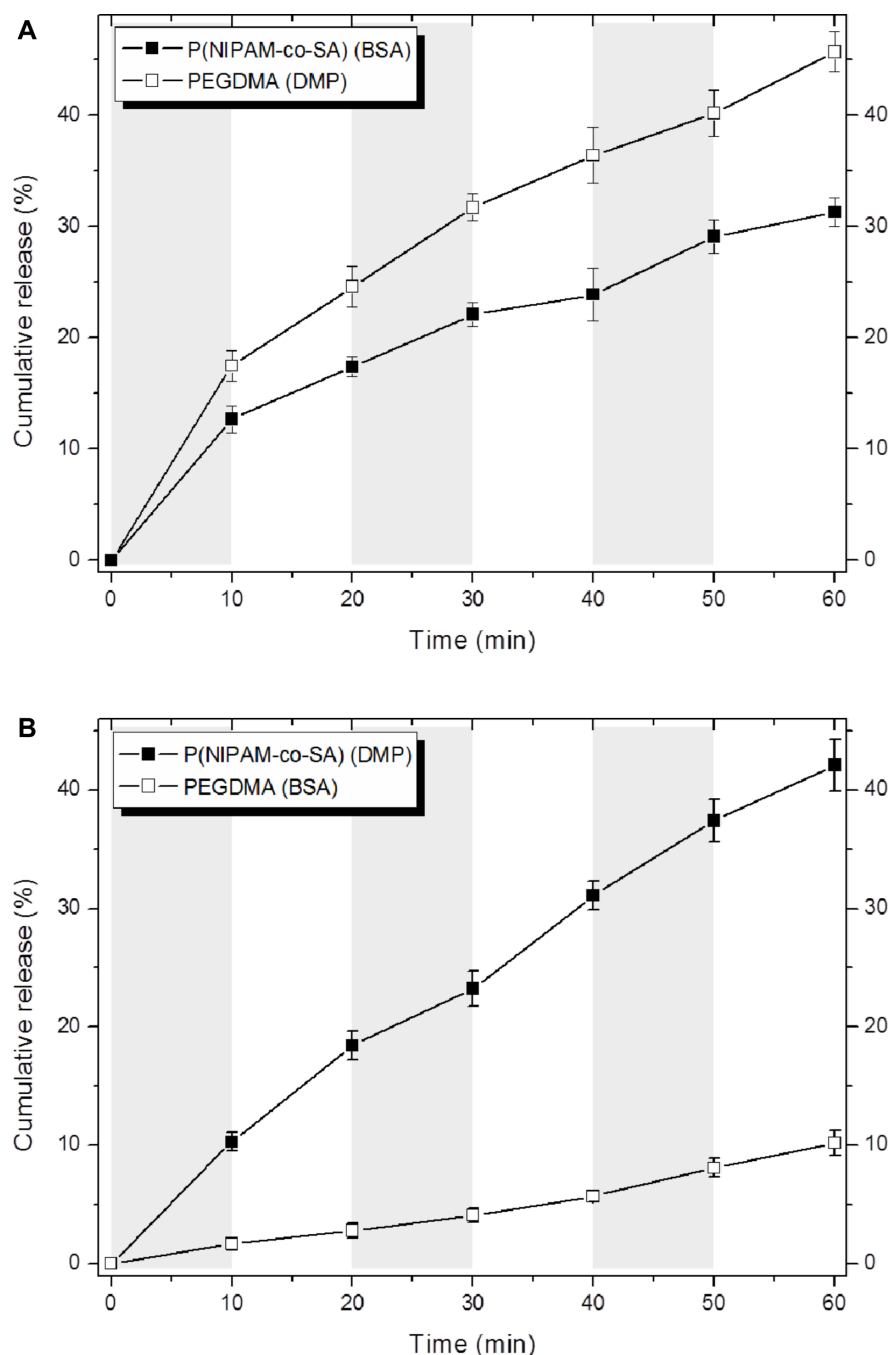 A
P(NIPAM-co-SA) (BSA)
PEGDMA (DMP)
Cumulative release (%)
40
30
20
10
0
40
30
20
10
0
0 10 20 30 40 50 60
Time (min)
B
P(NIPAM-co-SA) (DMP)
PEGDMA (BSA)
Cumulative release (%)
40
30
20
10
0
40
30
20
10
0
0 10 20 30 40 50 60
Time (min)